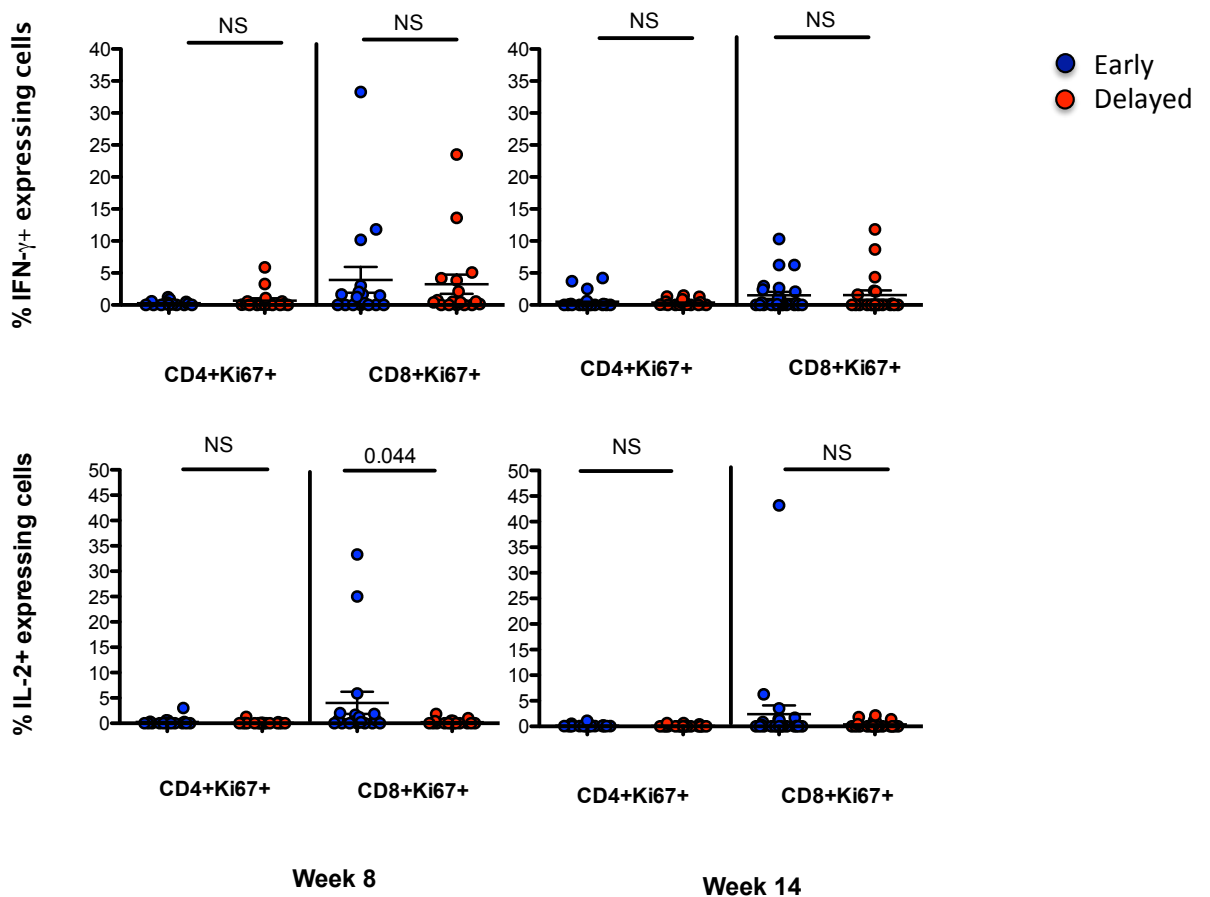 NS
NS
NS
NS
% IFN-γ+ expressing cells
40
35
30
25
20
15
10
5
0
40
35
30
25
20
15
10
5
0
Early
Delayed
CD4+Ki67+
CD8+Ki67+
CD4+Ki67+
CD8+Ki67+
NS
0.044
NS
NS
% IL-2+ expressing cells
50
45
40
35
30
25
20
15
10
5
0
50
45
40
35
30
25
20
15
10
5
0
CD4+Ki67+
CD8+Ki67+
CD4+Ki67+
CD8+Ki67+
Week 8
Week 14